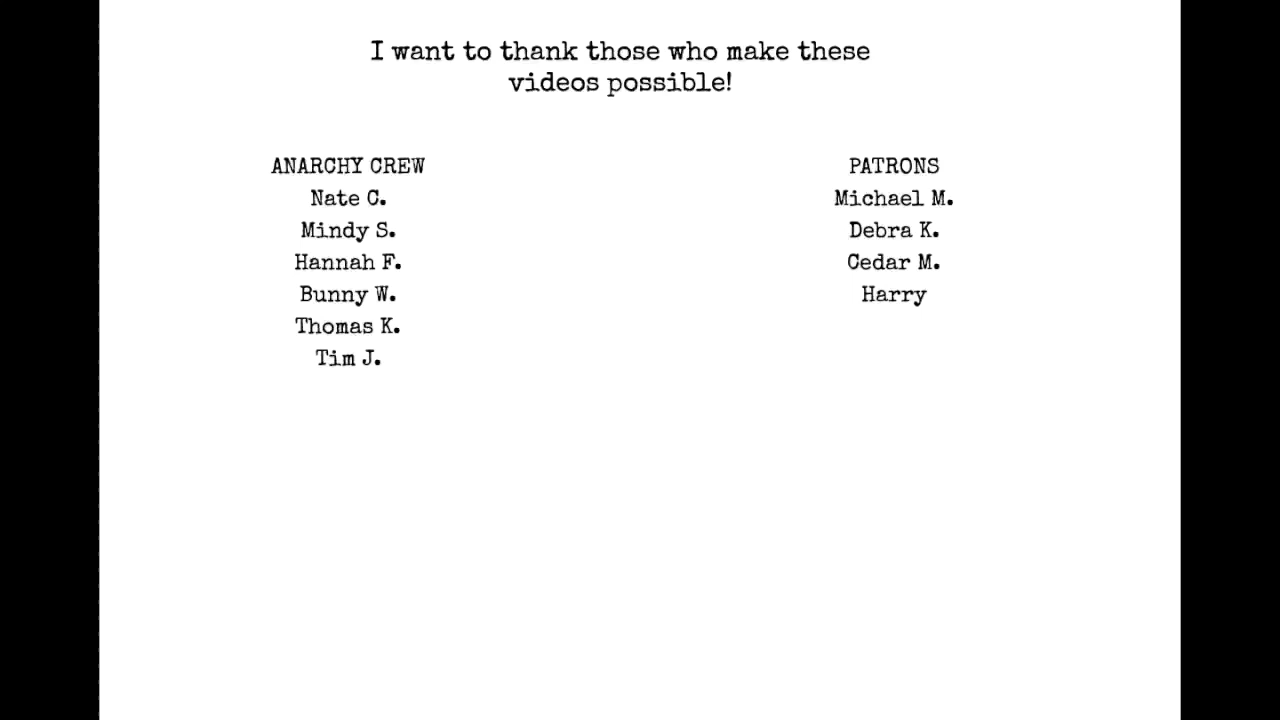 I want to thank those who make these
videos possible!
ANARCHY CREW
Nate C.
Mindy S.
Hannah F.
Bunny W.
Thomas K.
Tim J.
PATRONS
Michael M.
Debra K.
Cedar M.
Harry